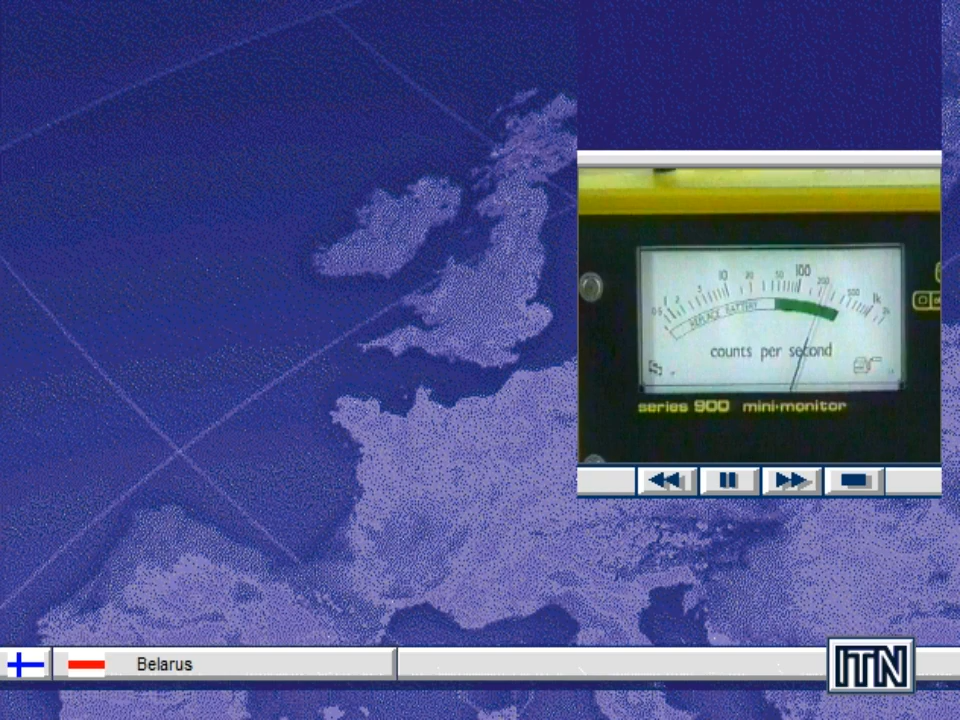 10 20 50 100 200 500 1k
REPLACE BATTERY
counts per second
series 900 mini·monitor
Belarus
ITN